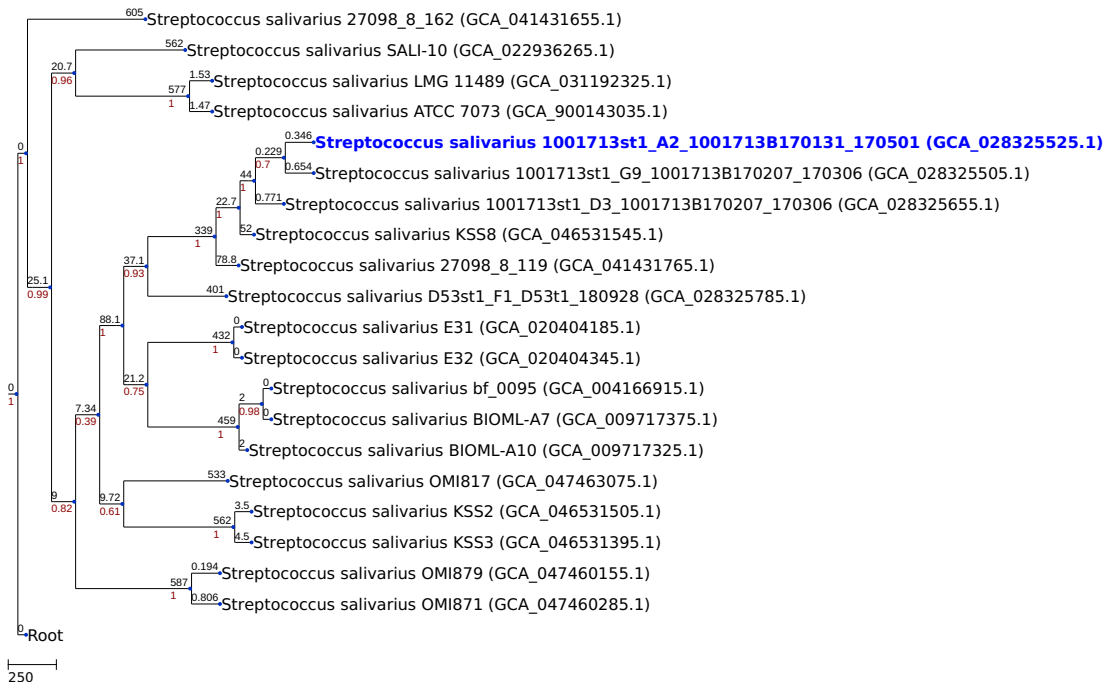 605 Streptococcus salivarius 27098_8_162 (GCA_041431655.1)
0
1
562 Streptococcus salivarius SALI-10 (GCA_022936265.1)
20.7
0.96
1.53 Streptococcus salivarius LMG 11489 (GCA_031192325.1)
577
1
1.47 Streptococcus salivarius ATCC 7073 (GCA_900143035.1)
25.1
0.99
0.346 Streptococcus salivarius 1001713st1_A2_1001713B170131_170501 (GCA_028325525.1)
0.229
0.7
0.654 Streptococcus salivarius 1001713st1_G9_1001713B170207_170306 (GCA_028325505.1)
44
1
0.771 Streptococcus salivarius 1001713st1_D3_1001713B170207_170306 (GCA_028325655.1)
22.7
1
52 Streptococcus salivarius KSS8 (GCA_046531545.1)
339
1
78.8 Streptococcus salivarius 27098_8_119 (GCA_041431765.1)
37.1
0.93
401 Streptococcus salivarius D53st1_F1_D53t1_180928 (GCA_028325785.1)
88.1
1
0 Streptococcus salivarius E31 (GCA_020404185.1)
432
1
0 Streptococcus salivarius E32 (GCA_020404345.1)
21.2
0.75
0 Streptococcus salivarius bf_0095 (GCA_004166915.1)
2
0.98
0 Streptococcus salivarius BIOML-A7 (GCA_009717375.1)
459
1
2 Streptococcus salivarius BIOML-A10 (GCA_009717325.1)
0
1
7.34
0.39
533 Streptococcus salivarius OMI817 (GCA_047463075.1)
9.72
0.61
3.5 Streptococcus salivarius KSS2 (GCA_046531505.1)
562
1
4.5 Streptococcus salivarius KSS3 (GCA_046531395.1)
9
0.82
0.194 Streptococcus salivarius OMI879 (GCA_047460155.1)
587
1
0.806 Streptococcus salivarius OMI871 (GCA_047460285.1)
0 Root
250